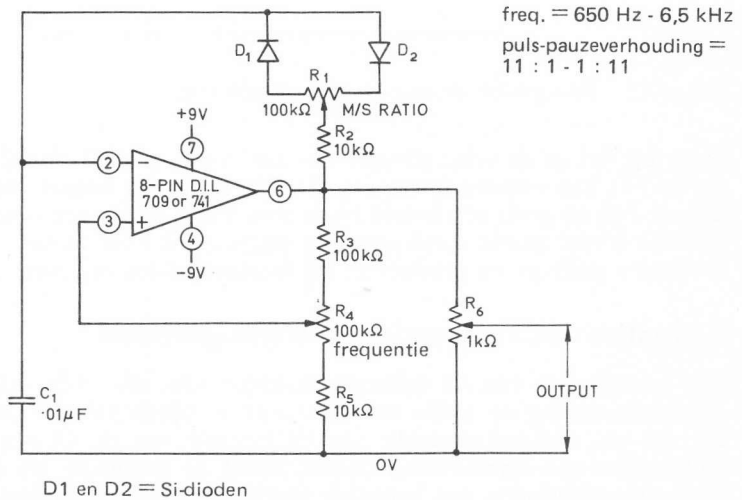 freq. = 650 Hz - 6,5 kHz
puls-pauzeverhouding =
11 : 1 - 1 : 11
D1
D2
R1
100kΩ
M/S RATIO
R2
10kΩ
+9V
7
2
−
8-PIN D.I.L
709 or 741
6
3
+
4
−9V
R3
100kΩ
R4
100kΩ
frequentie
R6
1kΩ
R5
10kΩ
OUTPUT
C1
·01μF
0V
D1 en D2 = Si-dioden